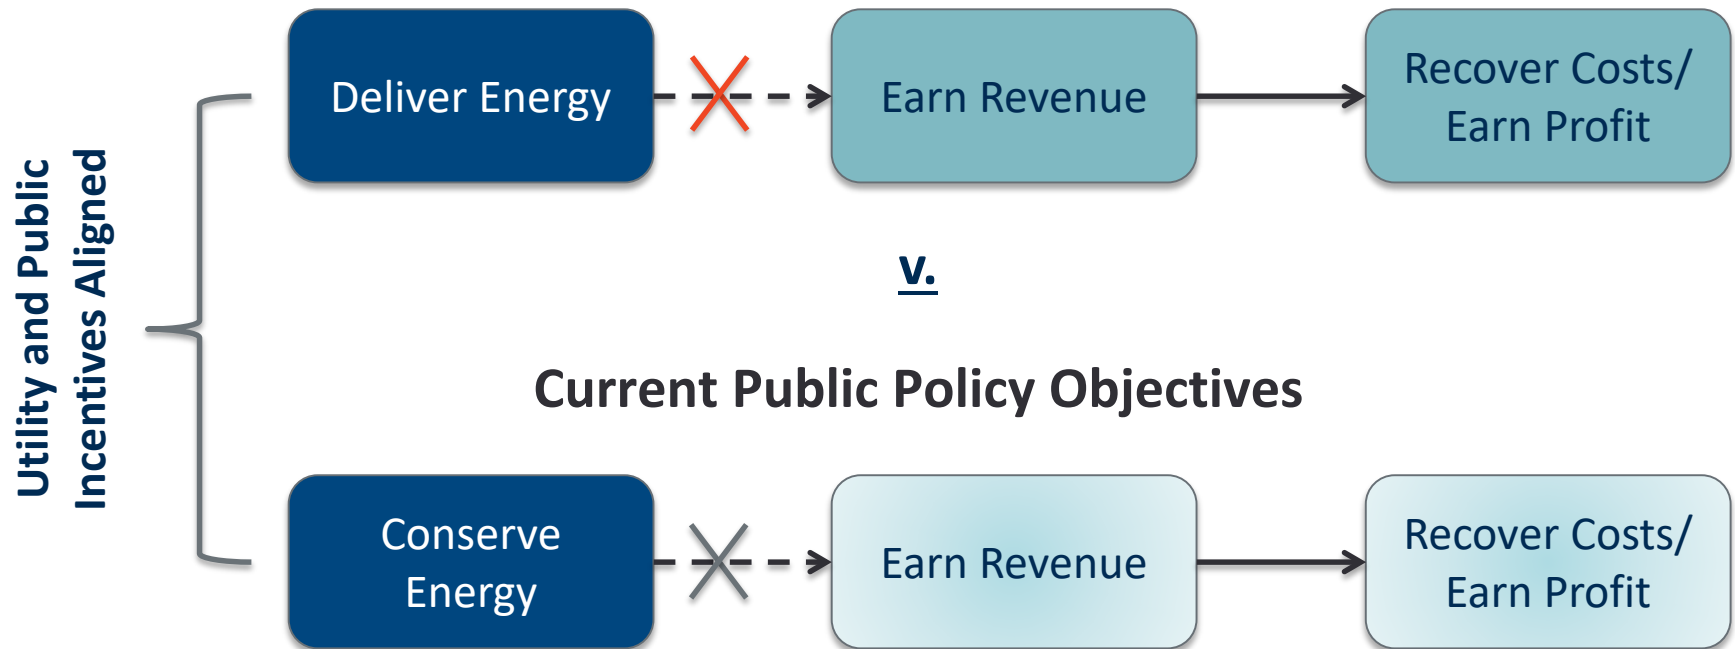 Utility and Public
Incentives Aligned
Deliver Energy
Earn Revenue
Recover Costs/
Earn Profit
v.
Current Public Policy Objectives
Conserve
Energy
Earn Revenue
Recover Costs/
Earn Profit